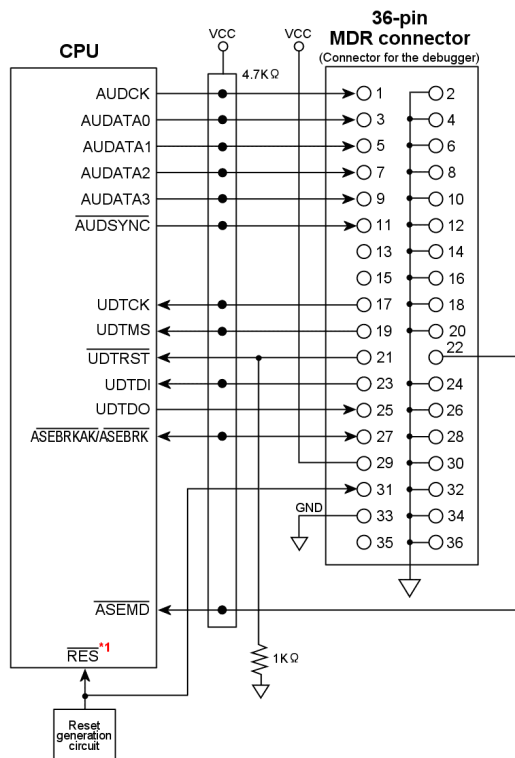 36-pin
MDR connector
(Connector for the debugger)
CPU
VCC
VCC
4.7KΩ
AUDCK
1
2
AUDATA0
3
4
AUDATA1
5
6
AUDATA2
7
8
AUDATA3
9
10
AUDSYNC
11
12
13
14
15
16
UDTCK
17
18
UDTMS
19
20
UDTRST
21
22
UDTDI
23
24
UDTDO
25
26
ASEBRKAK/ASEBRK
27
28
29
30
31
32
GND
33
34
35
36
ASEMD
RES*1
1KΩ
Reset
generation
circuit